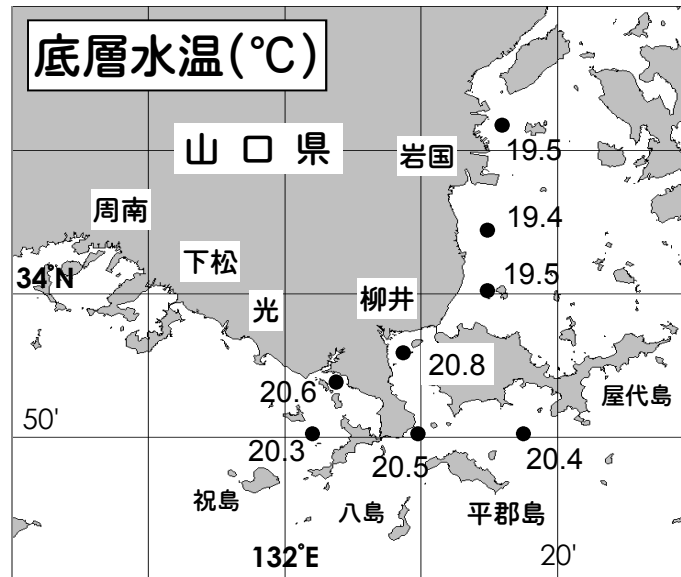 底層水温(℃)
山口県
岩国
19.5
周南
19.4
下松
34°N
19.5
光
柳井
20.8
20.6
屋代島
50'
20.3
20.5
20.4
祝島
八島
平郡島
132°E
20'